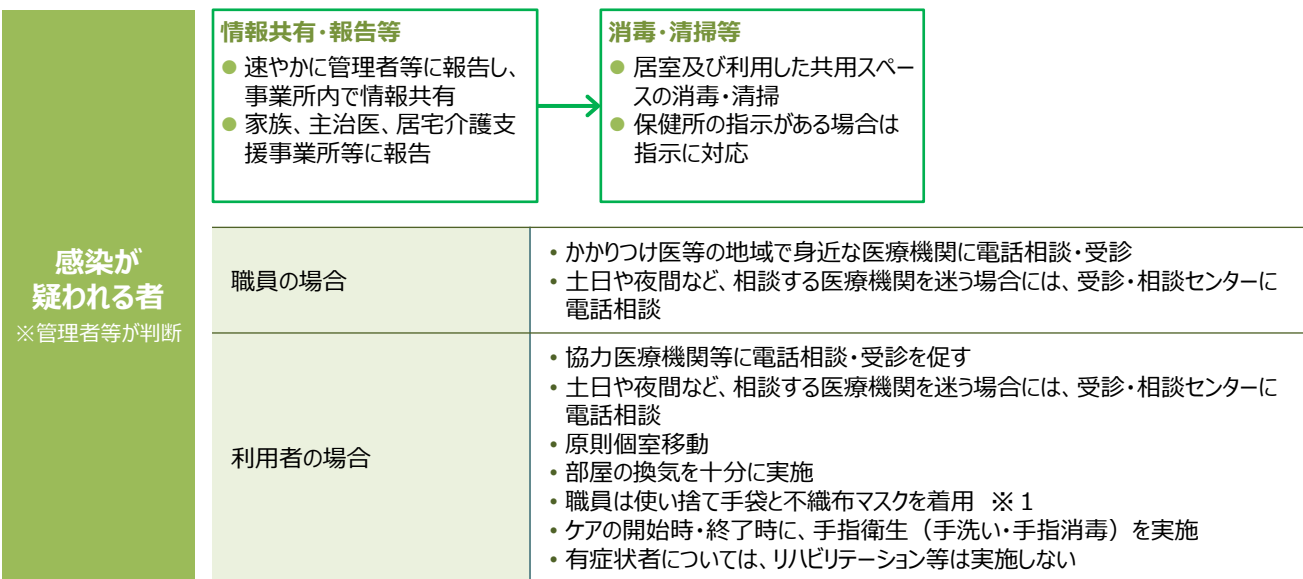 感染が
疑われる者
※管理者等が判断
情報共有・報告等
● 速やかに管理者等に報告し、
事業所内で情報共有
● 家族、主治医、居宅介護支
援事業所等に報告
消毒・清掃等
● 居室及び利用した共用スペー
スの消毒・清掃
● 保健所の指示がある場合は
指示に対応
職員の場合
• かかりつけ医等の地域で身近な医療機関に電話相談・受診
• 土日や夜間など、相談する医療機関を迷う場合には、受診・相談センターに
電話相談
利用者の場合
• 協力医療機関等に電話相談・受診を促す
• 土日や夜間など、相談する医療機関を迷う場合には、受診・相談センターに
電話相談
• 原則個室移動
• 部屋の換気を十分に実施
• 職員は使い捨て手袋と不織布マスクを着用 ※１
• ケアの開始時・終了時に、手指衛生（手洗い・手指消毒）を実施
• 有症状者については、リハビリテーション等は実施しない